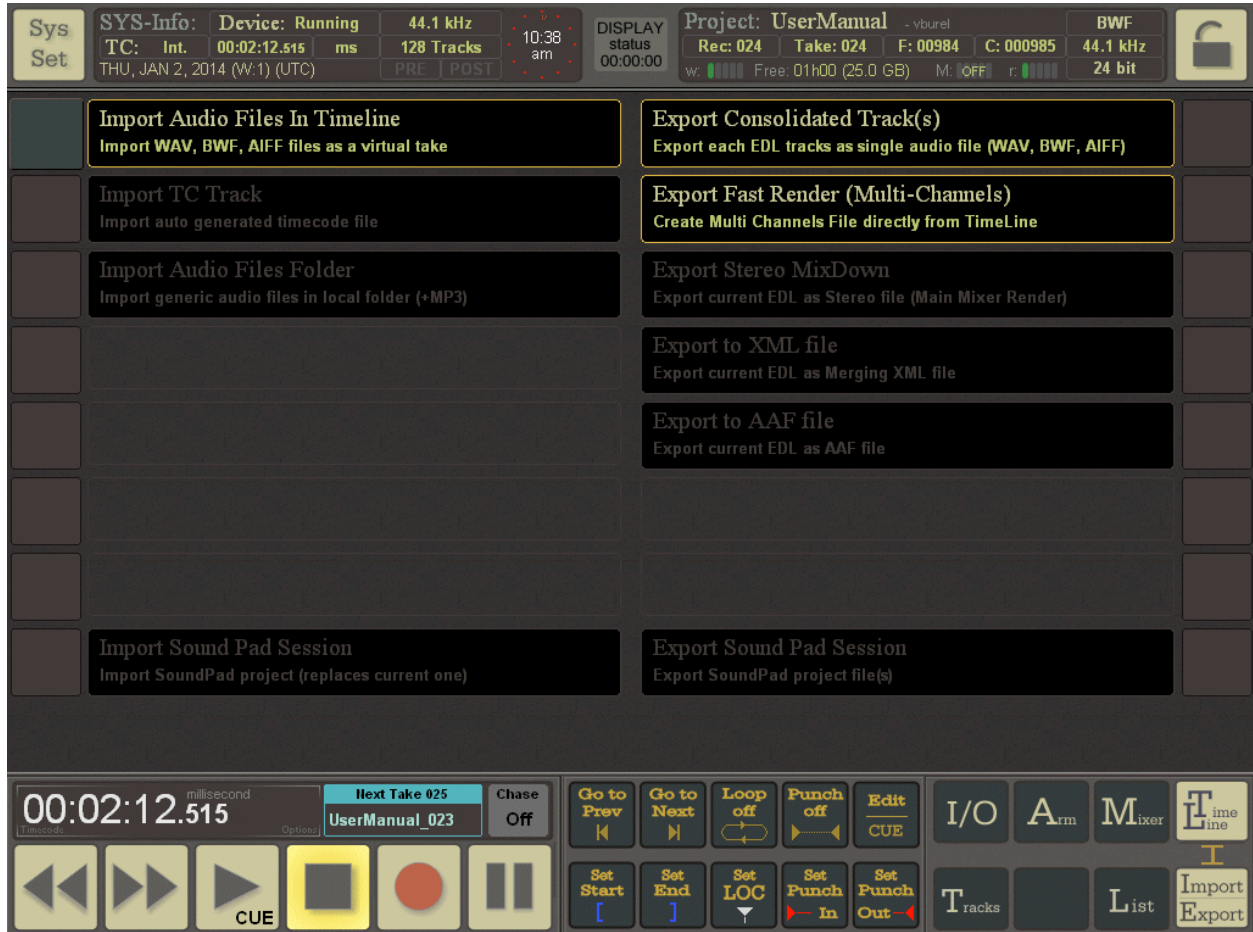 Sys
Set
SYS-Info: Device: Running 44.1 kHz
TC: Int. 00:02:12.515 ms 128 Tracks
THU, JAN 2, 2014 (W:1) (UTC) PRE POST
10:38
am
DISPLAY
status
00:00:00
Project: UserManual - vburel BWF
Rec: 024 Take: 024 F: 00984 C: 000985 44.1 kHz
w: Free: 01h00 (25.0 GB) M: OFF r: 24 bit
Import Audio Files In Timeline
Import WAV, BWF, AIFF files as a virtual take
Export Consolidated Track(s)
Export each EDL tracks as single audio file (WAV, BWF, AIFF)
Import TC Track
Import auto generated timecode file
Export Fast Render (Multi-Channels)
Create Multi Channels File directly from TimeLine
Import Audio Files Folder
Import generic audio files in local folder (+MP3)
Export Stereo MixDown
Export current EDL as Stereo file (Main Mixer Render)
Export to XML file
Export current EDL as Merging XML file
Export to AAF file
Export current EDL as AAF file
Import Sound Pad Session
Import SoundPad project (replaces current one)
Export Sound Pad Session
Export SoundPad project file(s)
00:02:12.515
millisecond
Timecode
Options
Next Take 025
UserManual_023
Chase
Off
CUE
Go to
Prev
Go to
Next
Loop
off
Punch
off
Edit
CUE
Set
Start
[
Set
End
]
Set
LOC
Set
Punch
In
Set
Punch
Out
I/O
Arm
Mixer
Time
Line
Tracks
List
Import
Export